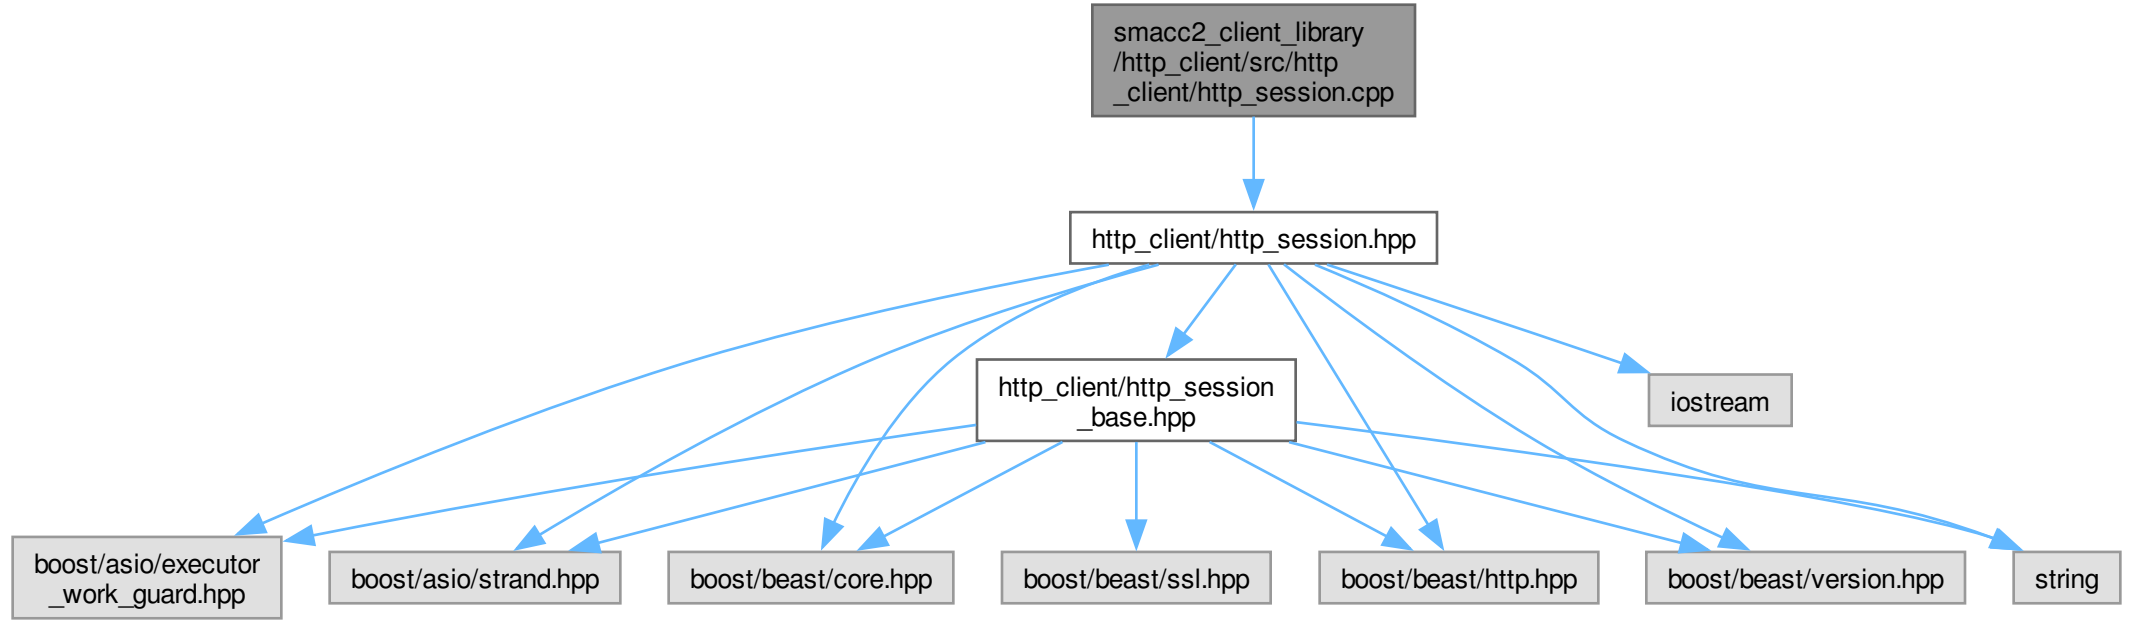 smacc2_client_library
/http_client/src/http
_client/http_session.cpp
http_client/http_session.hpp
http_client/http_session
_base.hpp
iostream
boost/asio/executor
_work_guard.hpp
boost/asio/strand.hpp
boost/beast/core.hpp
boost/beast/ssl.hpp
boost/beast/http.hpp
boost/beast/version.hpp
string